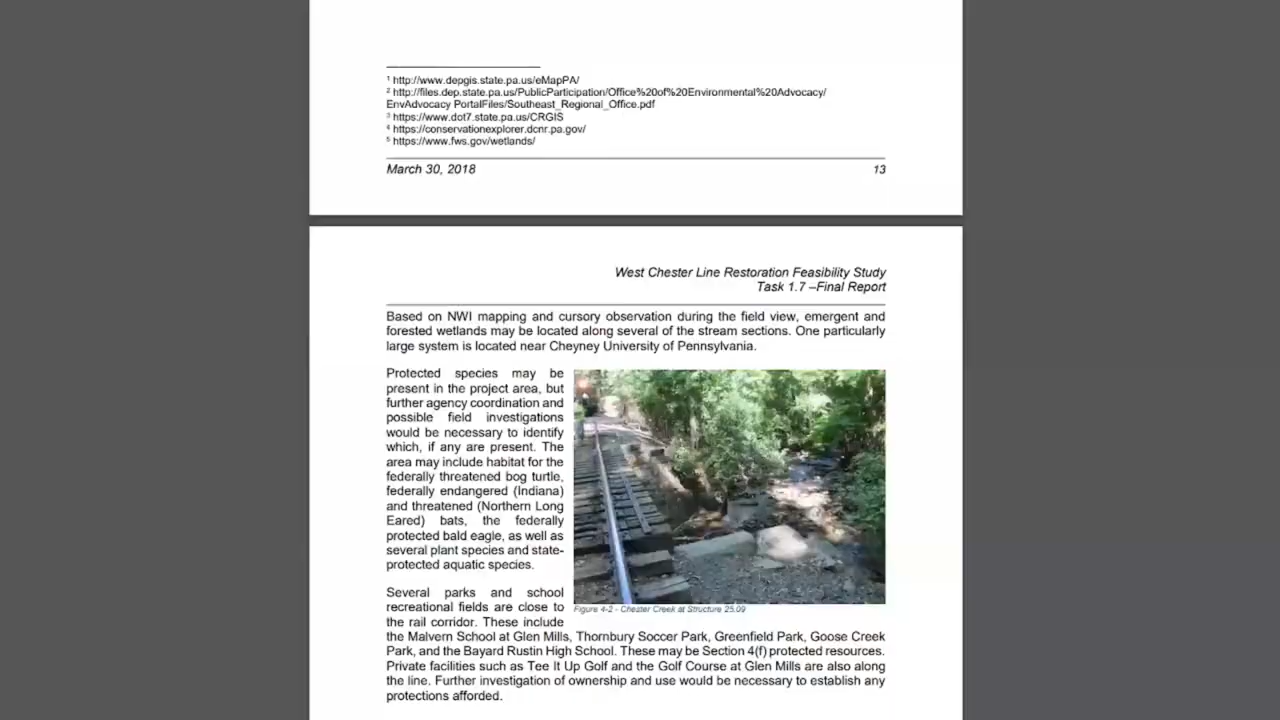 ¹ http://www.depgis.state.pa.us/eMapPA/
² http://files.dep.state.pa.us/PublicParticipation/Office%20of%20Environmental%20Advocacy/
EnvAdvocacy PortalFiles/Southeast_Regional_Office.pdf
³ https://www.dot7.state.pa.us/CRGIS
⁴ https://conservationexplorer.dcnr.pa.gov/
⁵ https://www.fws.gov/wetlands/
March 30, 2018 13
West Chester Line Restoration Feasibility Study
Task 1.7 –Final Report
Based on NWI mapping and cursory observation during the field view, emergent and
forested wetlands may be located along several of the stream sections. One particularly
large system is located near Cheyney University of Pennsylvania.
Protected species may be
present in the project area, but
further agency coordination and
possible field investigations
would be necessary to identify
which, if any are present. The
area may include habitat for the
federally threatened bog turtle,
federally endangered (Indiana)
and threatened (Northern Long
Eared) bats, the federally
protected bald eagle, as well as
several plant species and state-
protected aquatic species.
Figure 4-2 - Chester Creek at Structure 25.09
Several parks and school
recreational fields are close to
the rail corridor. These include
the Malvern School at Glen Mills, Thornbury Soccer Park, Greenfield Park, Goose Creek
Park, and the Bayard Rustin High School. These may be Section 4(f) protected resources.
Private facilities such as Tee It Up Golf and the Golf Course at Glen Mills are also along
the line. Further investigation of ownership and use would be necessary to establish any
protections afforded.